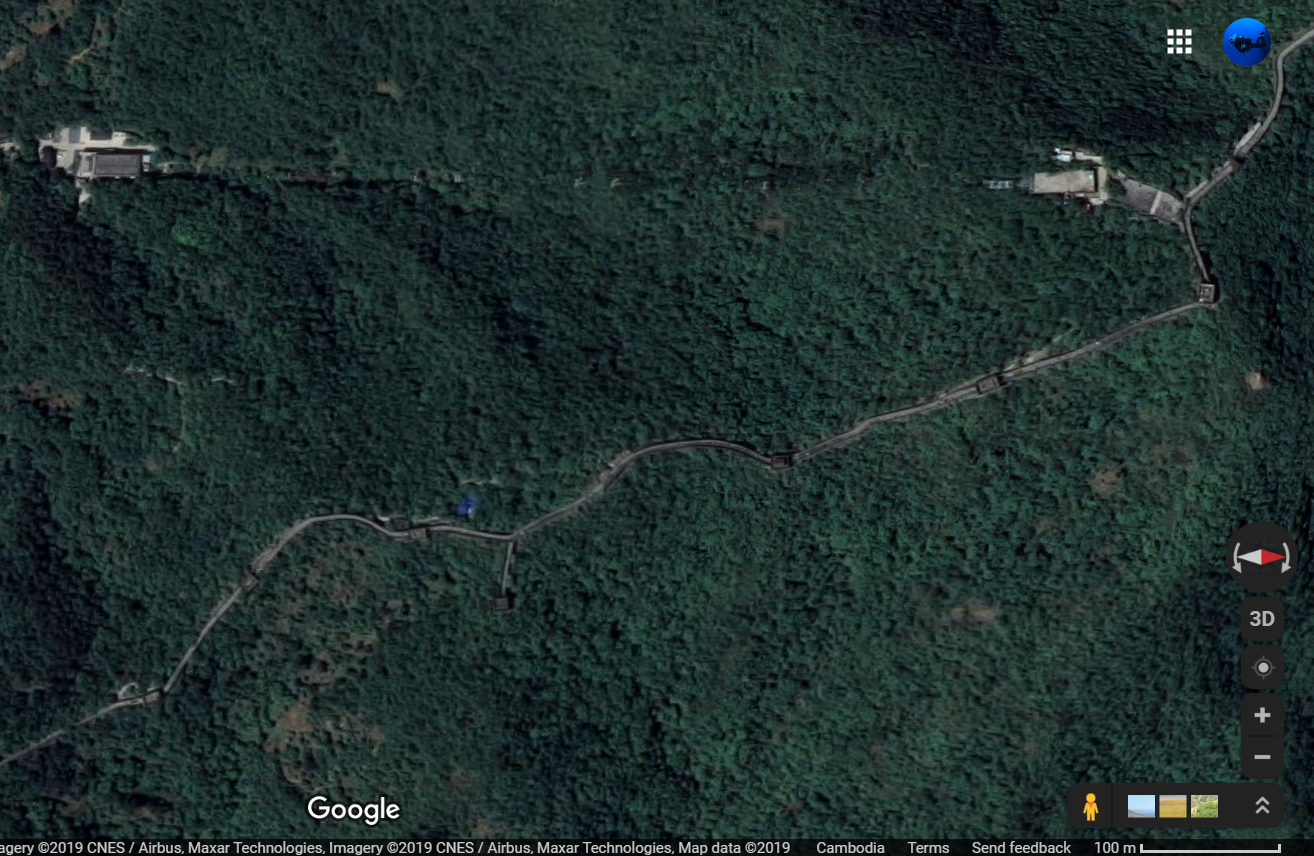 3D
Google
agery ©2019 CNES / Airbus, Maxar Technologies, Imagery ©2019 CNES / Airbus, Maxar Technologies, Map data ©2019 Cambodia Terms Send feedback 100 m